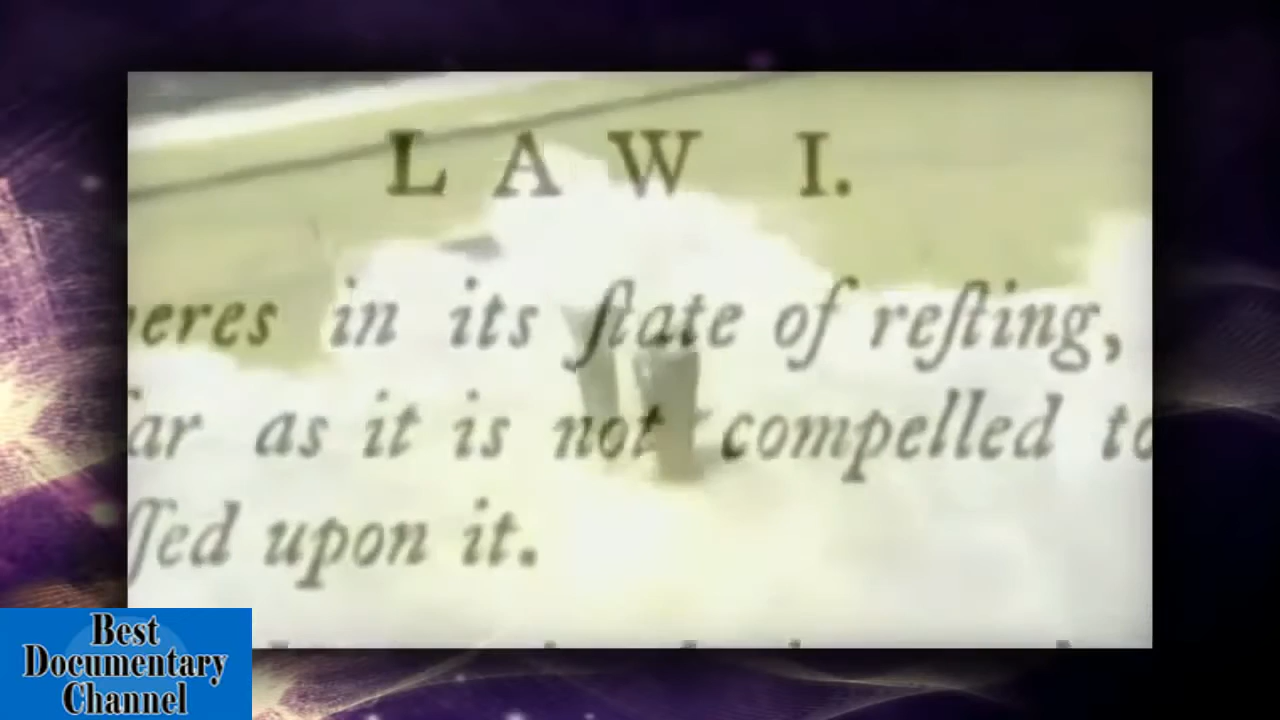 LAW I.
eres in its ſtate of reſting,
ar as it is not compelled to
ſſed upon it.
Best
Documentary
Channel